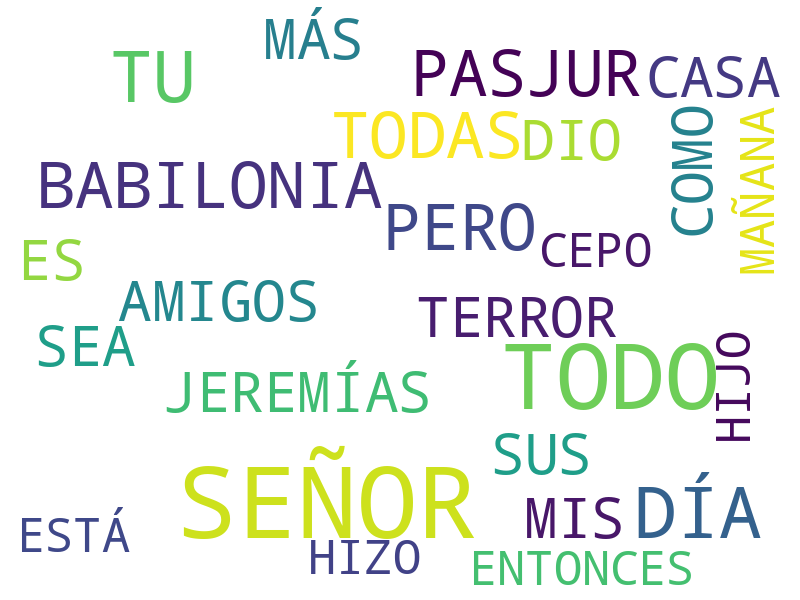 MÁS
TU
PASJUR
CASA
TODAS
DIO
COMO
MAÑANA
BABILONIA
PERO
CEPO
ES
AMIGOS
TERROR
SEA
TODO
HIJO
JEREMÍAS
SUS
SEÑOR
MIS
DÍA
ESTÁ
HIZO
ENTONCES